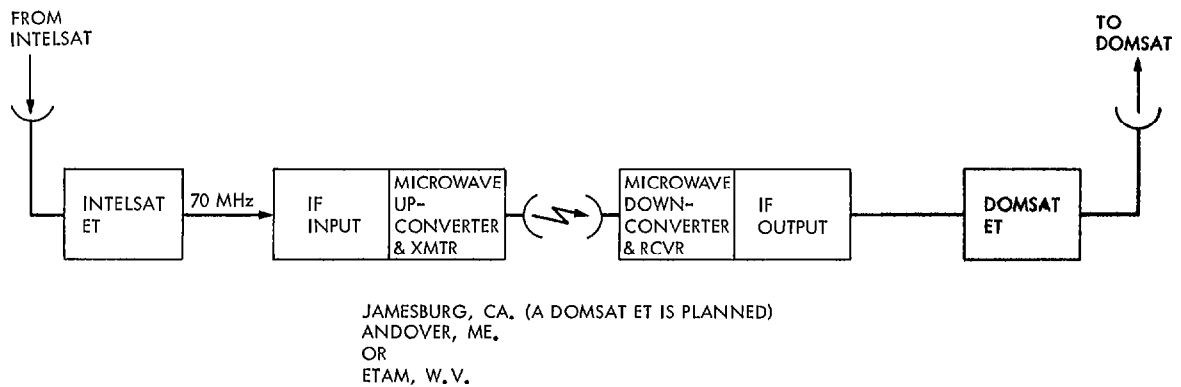 FROM
INTELSAT
TO
DOMSAT
INTELSAT
ET
70 MHz
IF
INPUT
MICROWAVE
UP-
CONVERTER
& XMTR
MICROWAVE
DOWN-
CONVERTER
& RCVR
IF
OUTPUT
DOMSAT
ET
JAMESBURG, CA. (A DOMSAT ET IS PLANNED)
ANDOVER, ME.
OR
ETAM, W.V.